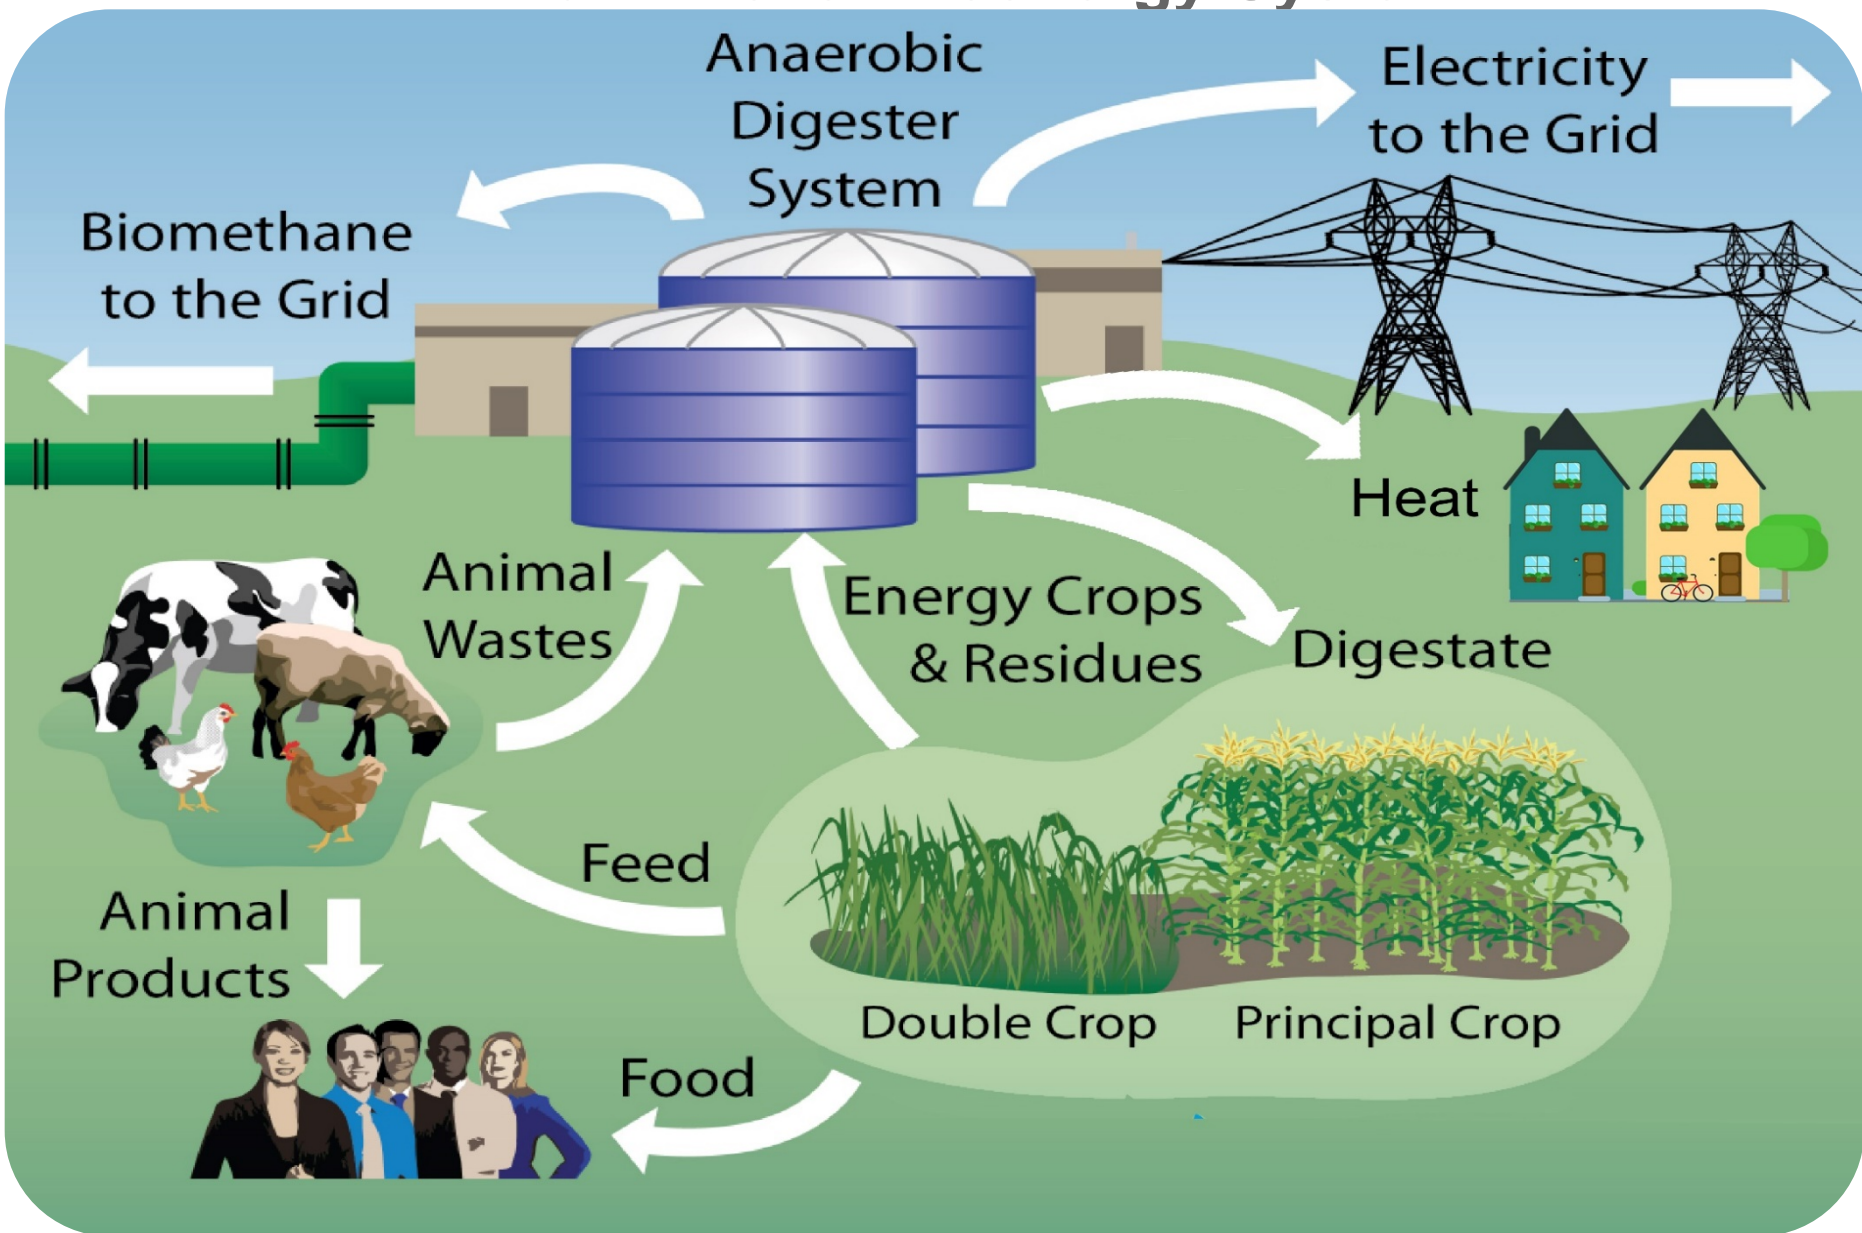 Anaerobic
Digester
System
Electricity
to the Grid
Biomethane
to the Grid
Heat
Animal
Wastes
Energy Crops
& Residues
Digestate
Feed
Animal
Products
Double Crop
Principal Crop
Food